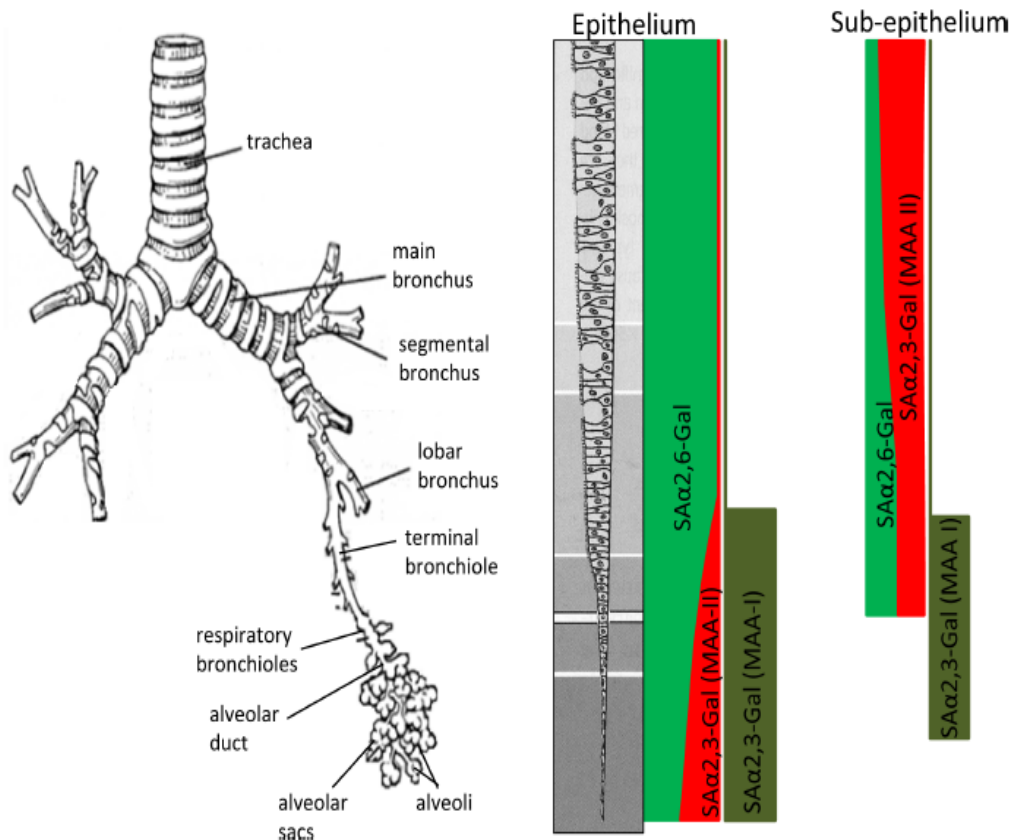 Epithelium
Sub-epithelium
trachea
main
bronchus
segmental
bronchus
lobar
bronchus
terminal
bronchiole
respiratory
bronchioles
alveolar
duct
alveolar
sacs
alveoli
SAα2,6-Gal
SAα2,3-Gal (MAA-II)
SAα2,3-Gal (MAA-I)
SAα2,6-Gal
SAα2,3-Gal (MAA II)
SAα2,3-Gal (MAA I)